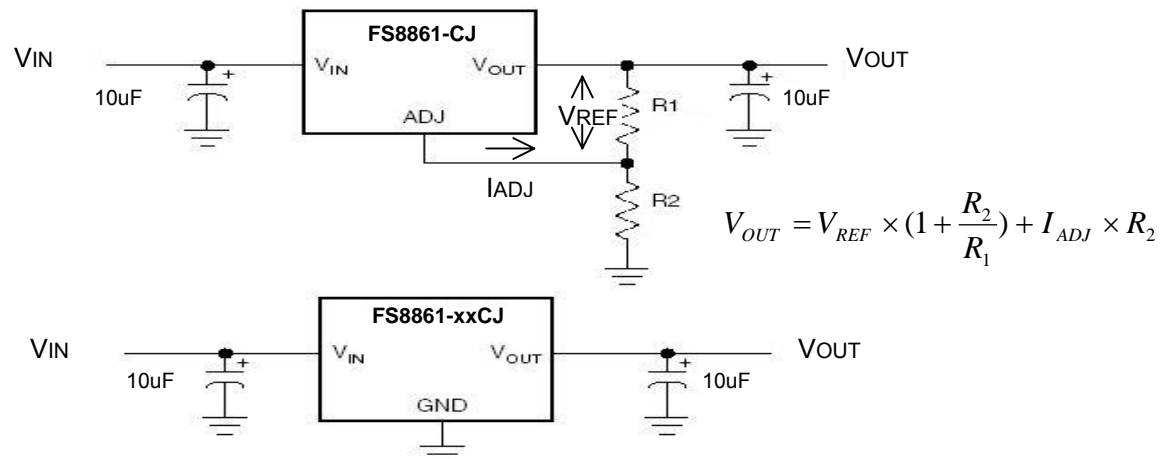 FS8861-CJ
VIN
VIN
VOUT
VOUT
10uF
+
ADJ
VREF
R1
+
10uF
IADJ
R2
VOUT = VREF × (1 + R2/R1) + IADJ × R2
FS8861-xxCJ
VIN
VIN
VOUT
VOUT
10uF
+
GND
+
10uF